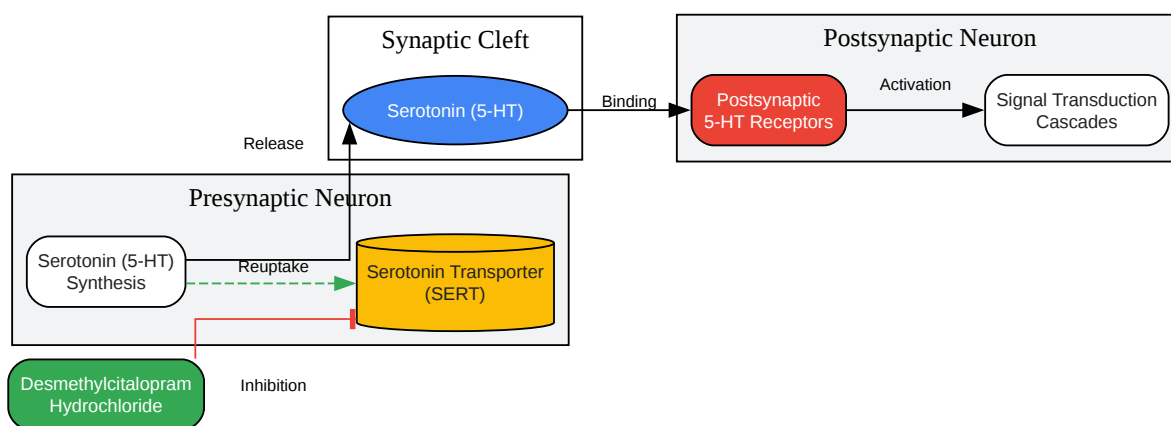 Synaptic Cleft
Serotonin (5-HT)
Postsynaptic Neuron
Binding
Postsynaptic
5-HT Receptors
Activation
Signal Transduction
Cascades
Release
Presynaptic Neuron
Serotonin (5-HT)
Synthesis
Reuptake
Serotonin Transporter
(SERT)
Desmethylcitalopram
Hydrochloride
Inhibition